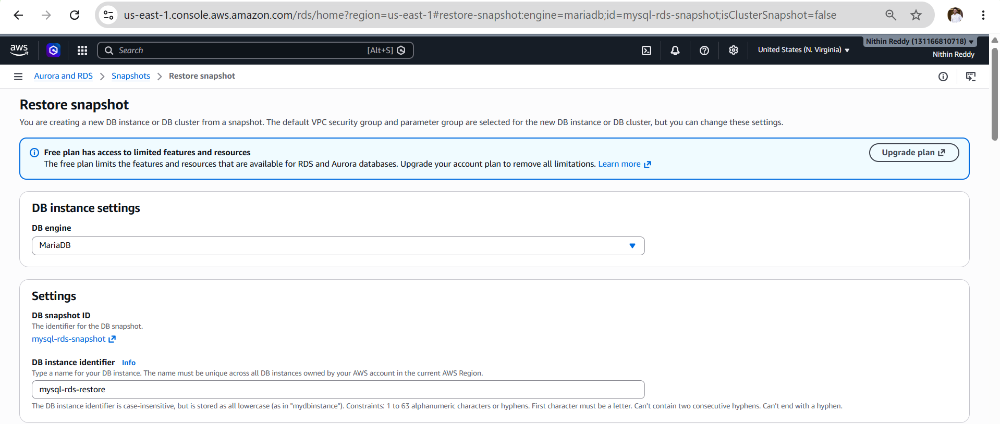 us-east-1.console.aws.amazon.com/rds/home?region=us-east-1#restore-snapshot:engine=mariadb;id=mysql-rds-snapshot;isClusterSnapshot=false
aws
Search [Alt+S]
United States (N. Virginia)
Nithin Reddy (131166810718)
Nithin Reddy
Aurora and RDS
Snapshots
Restore snapshot
Restore snapshot
You are creating a new DB instance or DB cluster from a snapshot. The default VPC security group and parameter group are selected for the new DB instance or DB cluster, but you can change these settings.
Free plan has access to limited features and resources
The free plan limits the features and resources that are available for RDS and Aurora databases. Upgrade your account plan to remove all limitations. Learn more
Upgrade plan
DB instance settings
DB engine
MariaDB
Settings
DB snapshot ID
The identifier for the DB snapshot.
mysql-rds-snapshot
DB instance identifier Info
Type a name for your DB instance. The name must be unique across all DB instances owned by your AWS account in the current AWS Region.
mysql-rds-restore
The DB instance identifier is case-insensitive, but is stored as all lowercase (as in "mydbinstance"). Constraints: 1 to 63 alphanumeric characters or hyphens. First character must be a letter. Can't contain two consecutive hyphens. Can't end with a hyphen.